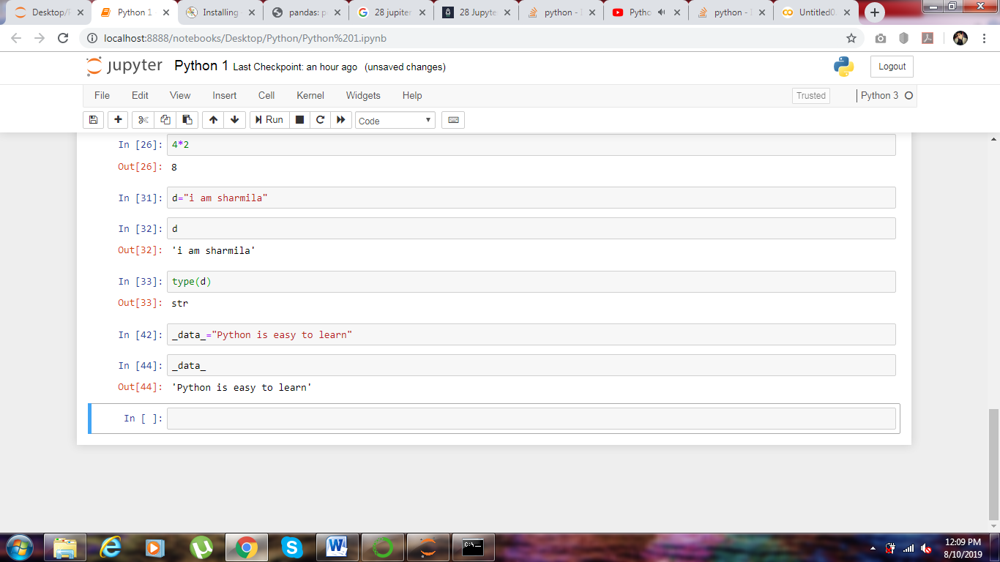 Desktop/P
Python 1 -
Installing
pandas: p
28 jupiter
28 Jupyte
python - I
Pytho
python - I
Untitled0.
localhost:8888/notebooks/Desktop/Python/Python%201.ipynb
jupyter Python 1 Last Checkpoint: an hour ago (unsaved changes)
Logout
File Edit View Insert Cell Kernel Widgets Help
Trusted
Python 3
Run
Code
In [26]: 4*2
Out[26]: 8
In [31]: d="i am sharmila"
In [32]: d
Out[32]: 'i am sharmila'
In [33]: type(d)
Out[33]: str
In [42]: _data_="Python is easy to learn"
In [44]: _data_
Out[44]: 'Python is easy to learn'
In [ ]:
C:\_
12:09 PM
8/10/2019